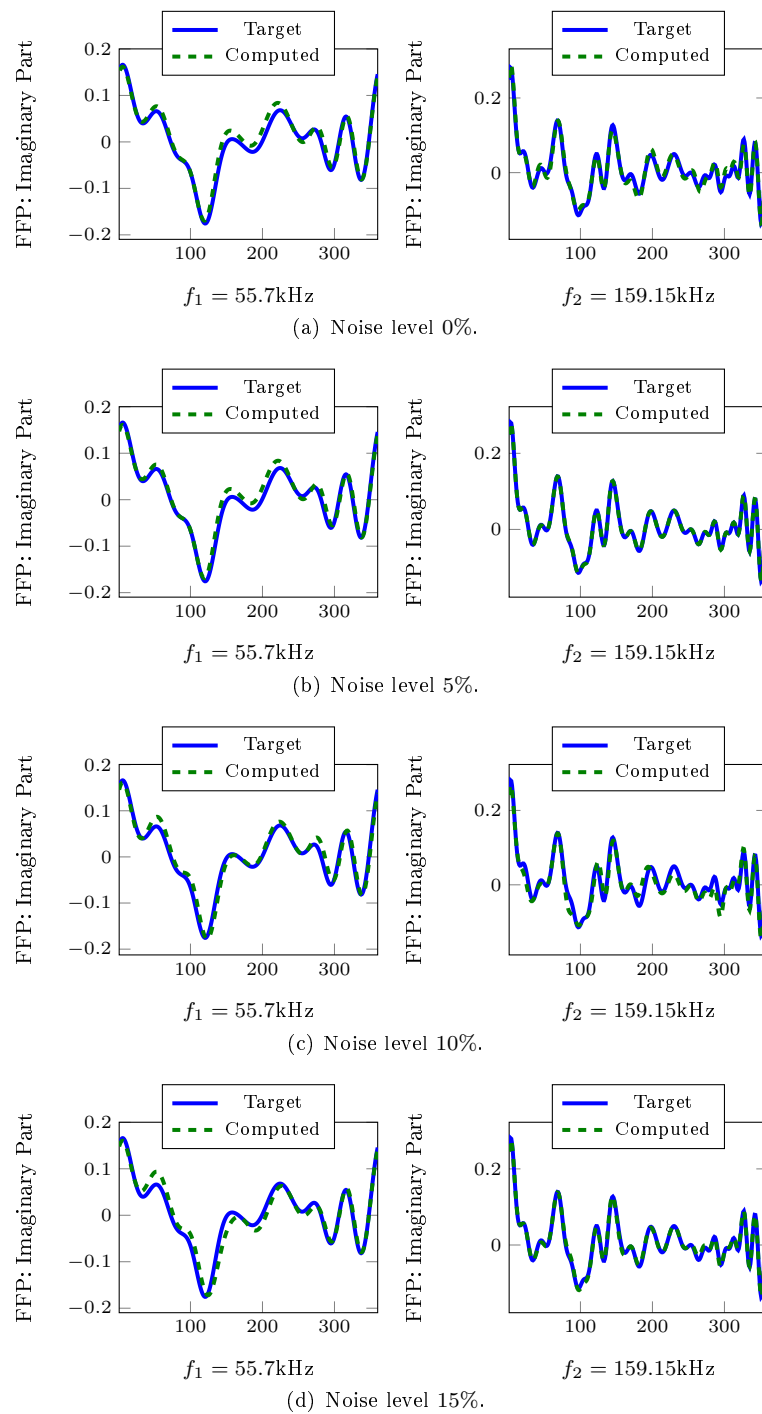 Target
Computed
FFP: Imaginary Part
0.2
0.1
0
−0.1
−0.2
100 200 300
f1 = 55.7kHz
Target
Computed
FFP: Imaginary Part
0.2
0
100 200 300
f2 = 159.15kHz
(a) Noise level 0%.
Target
Computed
FFP: Imaginary Part
0.2
0.1
0
−0.1
−0.2
100 200 300
f1 = 55.7kHz
Target
Computed
FFP: Imaginary Part
0.2
0
100 200 300
f2 = 159.15kHz
(b) Noise level 5%.
Target
Computed
FFP: Imaginary Part
0.2
0.1
0
−0.1
−0.2
100 200 300
f1 = 55.7kHz
Target
Computed
FFP: Imaginary Part
0.2
0
100 200 300
f2 = 159.15kHz
(c) Noise level 10%.
Target
Computed
FFP: Imaginary Part
0.2
0.1
0
−0.1
−0.2
100 200 300
f1 = 55.7kHz
Target
Computed
FFP: Imaginary Part
0.2
0
100 200 300
f2 = 159.15kHz
(d) Noise level 15%.